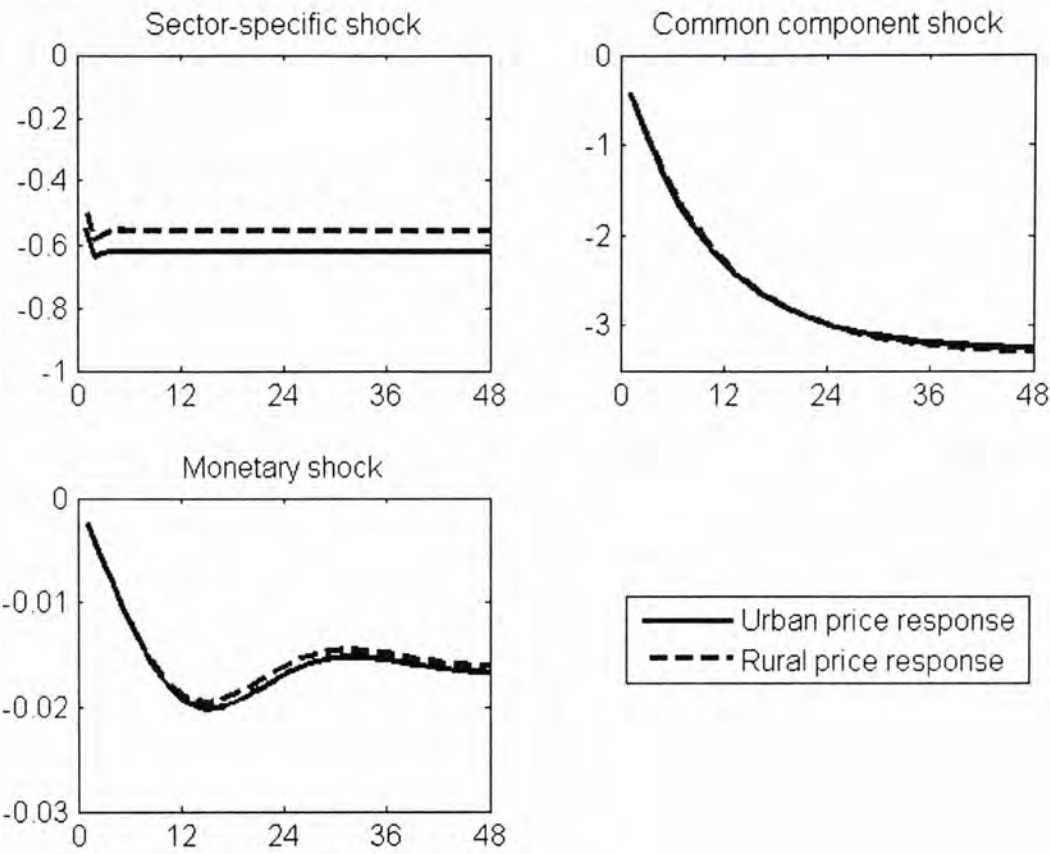 Sector-specific shock
0
-0.2
-0.4
-0.6
-0.8
-1
0 12 24 36 48
Common component shock
0
-1
-2
-3
0 12 24 36 48
Monetary shock
0
-0.01
-0.02
-0.03
0 12 24 36 48
Urban price response
Rural price response